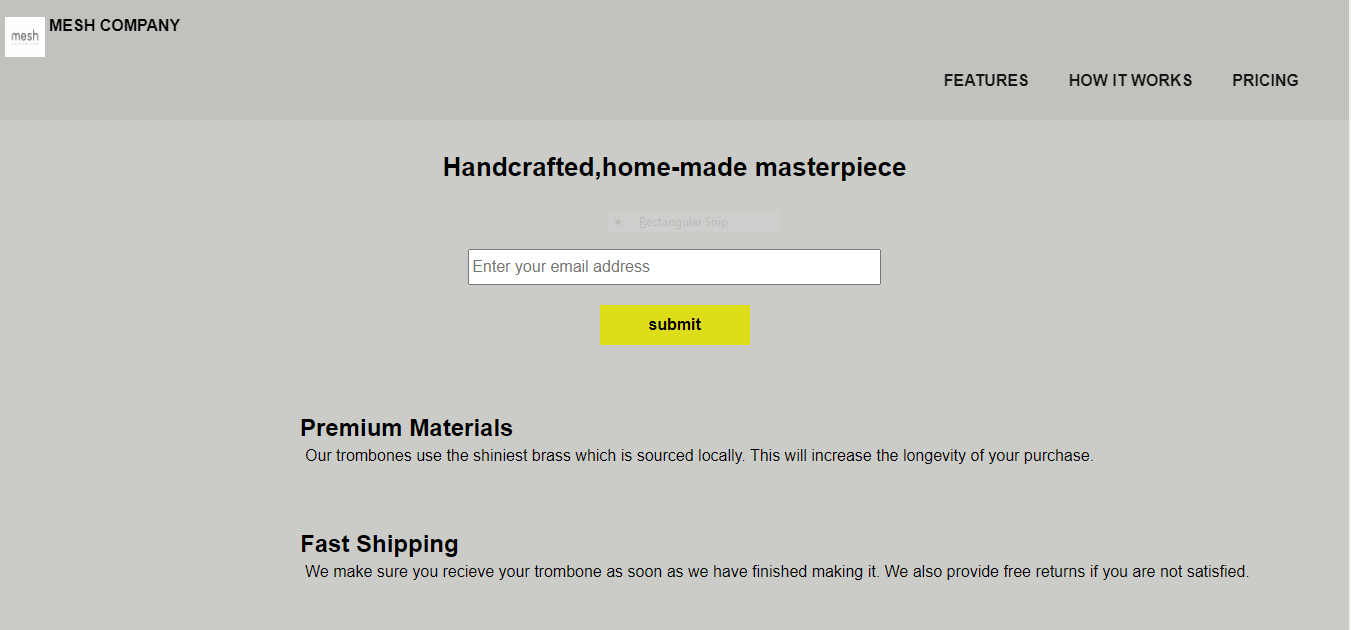 mesh
MESH COMPANY
FEATURES HOW IT WORKS PRICING
Handcrafted,home-made masterpiece
Rectangular Snip
Enter your email address
submit
Premium Materials
Our trombones use the shiniest brass which is sourced locally. This will increase the longevity of your purchase.
Fast Shipping
We make sure you recieve your trombone as soon as we have finished making it. We also provide free returns if you are not satisfied.